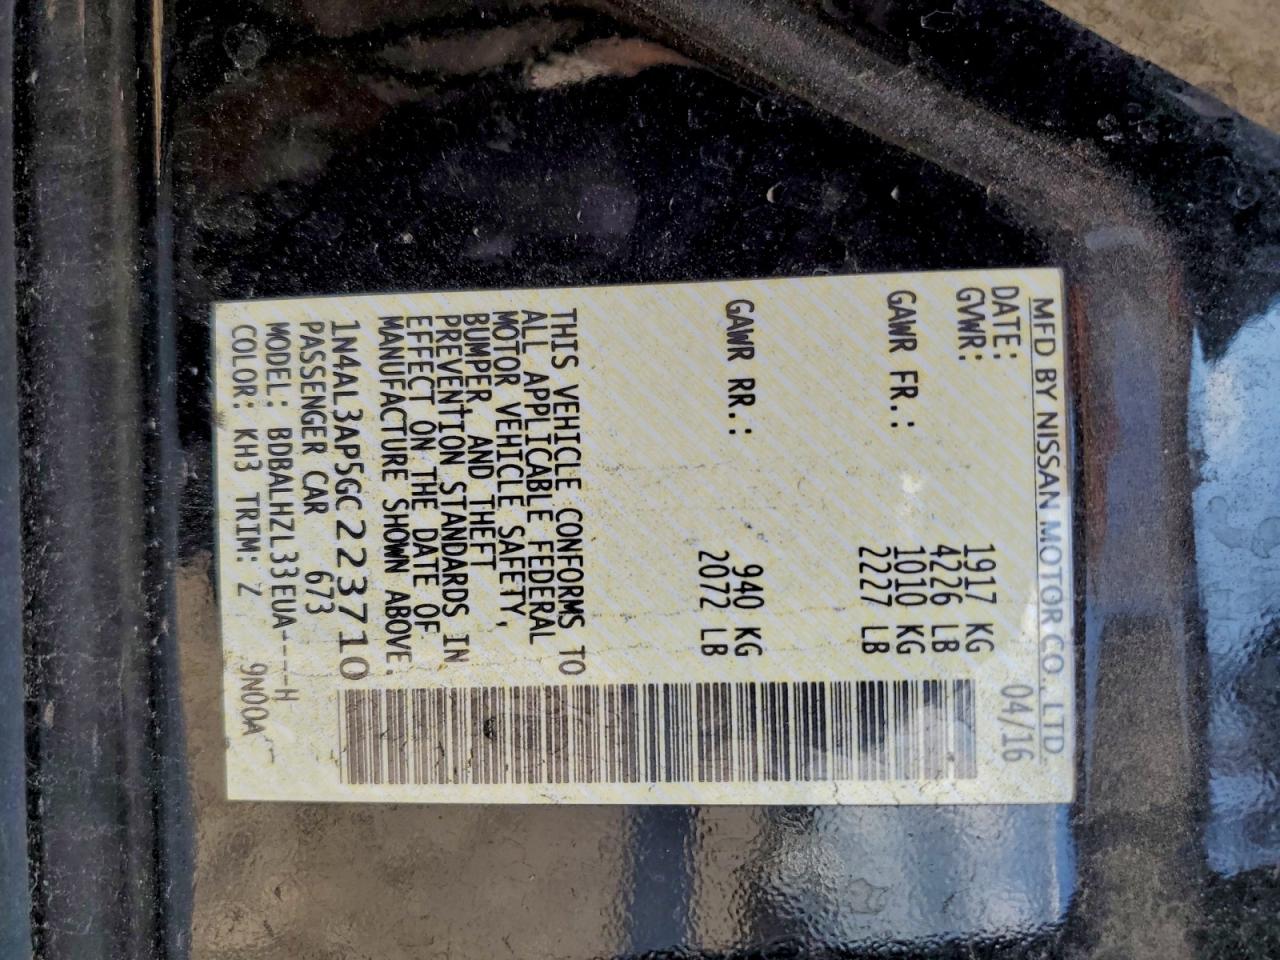 MFD BY NISSAN MOTOR CO., LTD.
DATE: 04/16
GVWR: 1917 KG
4226 LB
GAWR FR.: 1010 KG
2227 LB
GAWR RR.: 940 KG
2072 LB
THIS VEHICLE CONFORMS TO
ALL APPLICABLE FEDERAL
MOTOR VEHICLE SAFETY,
BUMPER, AND THEFT
PREVENTION STANDARDS IN
EFFECT ON THE DATE OF
MANUFACTURE SHOWN ABOVE.
1N4AL3AP5GC223710
PASSENGER CAR 673
MODEL: BDBALHZL33EUA----H
COLOR: KH3 TRIM: Z 9N00A